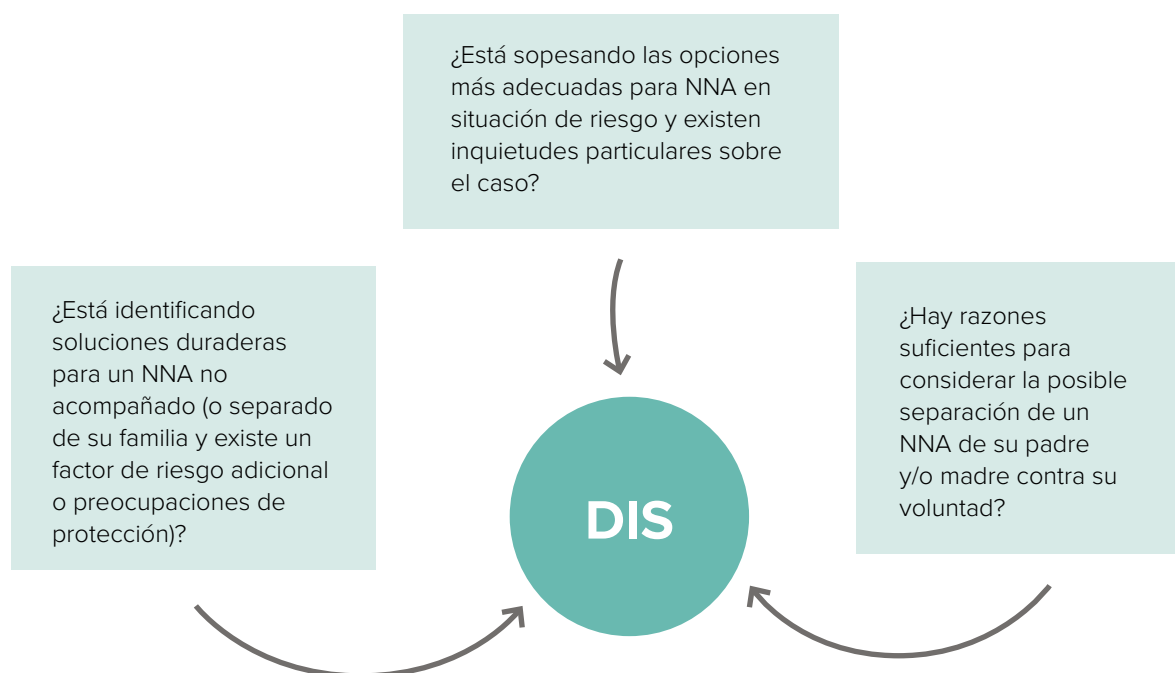 ¿Está sopesando las opciones
más adecuadas para NNA en
situación de riesgo y existen
inquietudes particulares sobre
el caso?
¿Está identificando
soluciones duraderas
para un NNA no
acompañado (o separado
de su familia y existe un
factor de riesgo adicional
o preocupaciones de
protección)?
¿Hay razones
suficientes para
considerar la posible
separación de un
NNA de su padre
y/o madre contra su
voluntad?
DIS